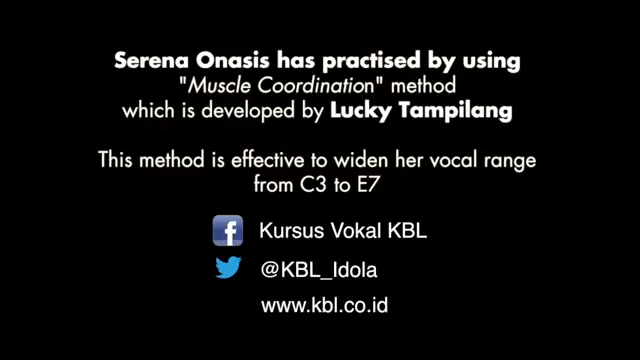 Serena Onasis has practised by using
"Muscle Coordination" method
which is developed by Lucky Tampilang
This method is effective to widen her vocal range
from C3 to E7
f Kursus Vokal KBL
@KBL_Idola
www.kbl.co.id